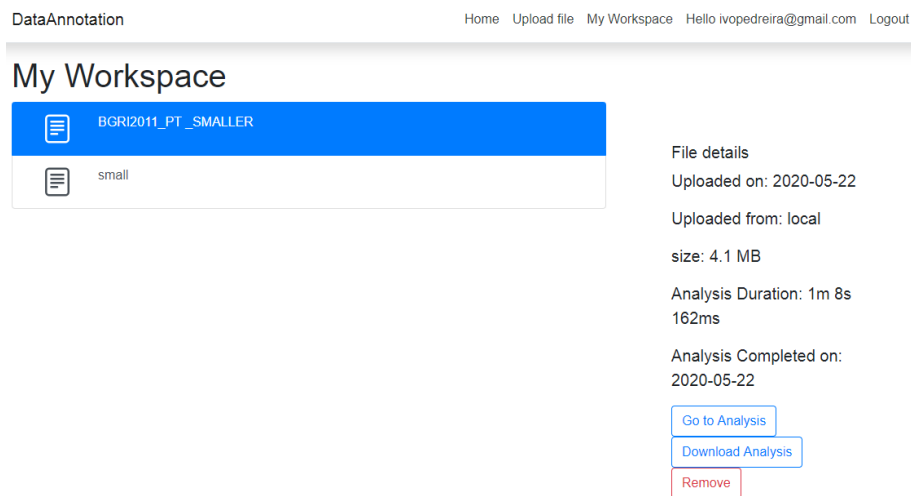 DataAnnotation
Home Upload file My Workspace Hello ivopedreira@gmail.com Logout
My Workspace
BGRI2011_PT _SMALLER
small
File details
Uploaded on: 2020-05-22
Uploaded from: local
size: 4.1 MB
Analysis Duration: 1m 8s
162ms
Analysis Completed on:
2020-05-22
Go to Analysis
Download Analysis
Remove